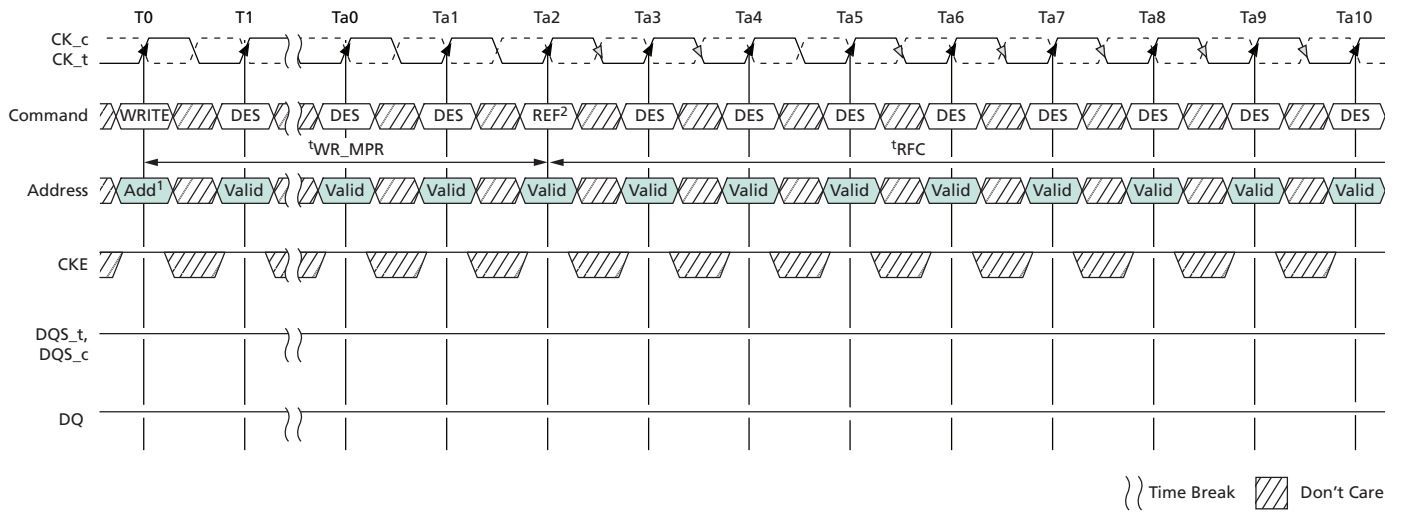 T0 T1 Ta0 Ta1 Ta2 Ta3 Ta4 Ta5 Ta6 Ta7 Ta8 Ta9 Ta10
CK_c
CK_t
Command WRITE DES DES DES REF2 DES DES DES DES DES DES DES DES
tWR_MPR tRFC
Address Add1 Valid Valid Valid Valid Valid Valid Valid Valid Valid Valid Valid Valid
CKE
DQS_t,
DQS_c
DQ
Time Break Don't Care